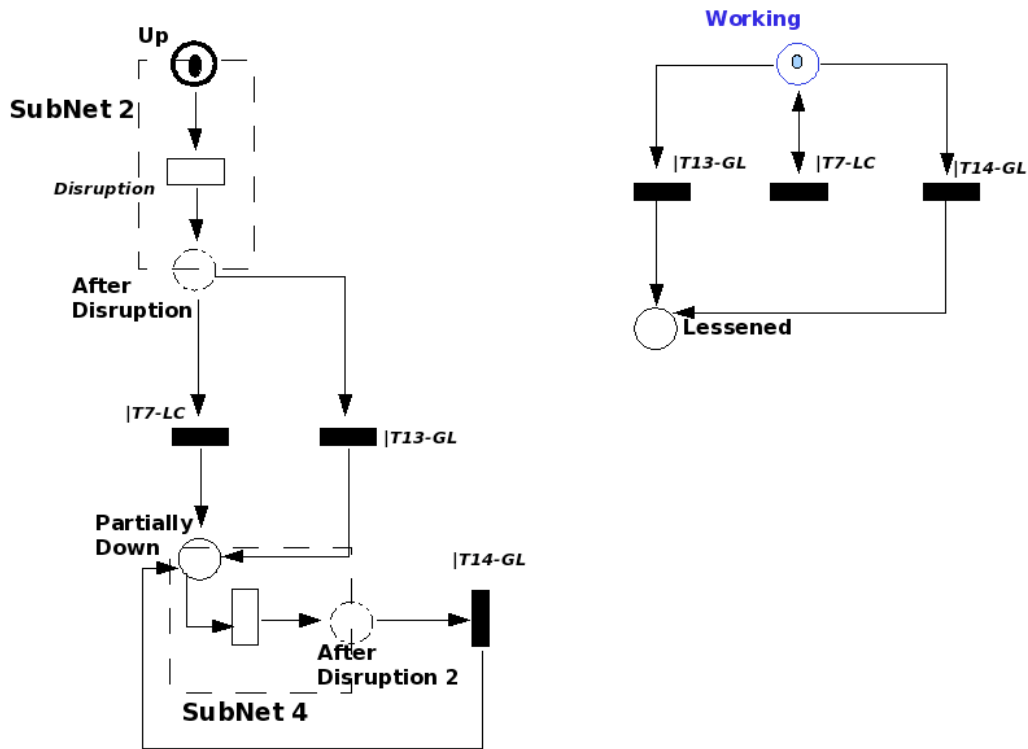 Up
SubNet 2
Disruption
After
Disruption
|T7-LC
|T13-GL
Partially
Down
|T14-GL
After
Disruption 2
SubNet 4
Working
|T13-GL
|T7-LC
|T14-GL
Lessened